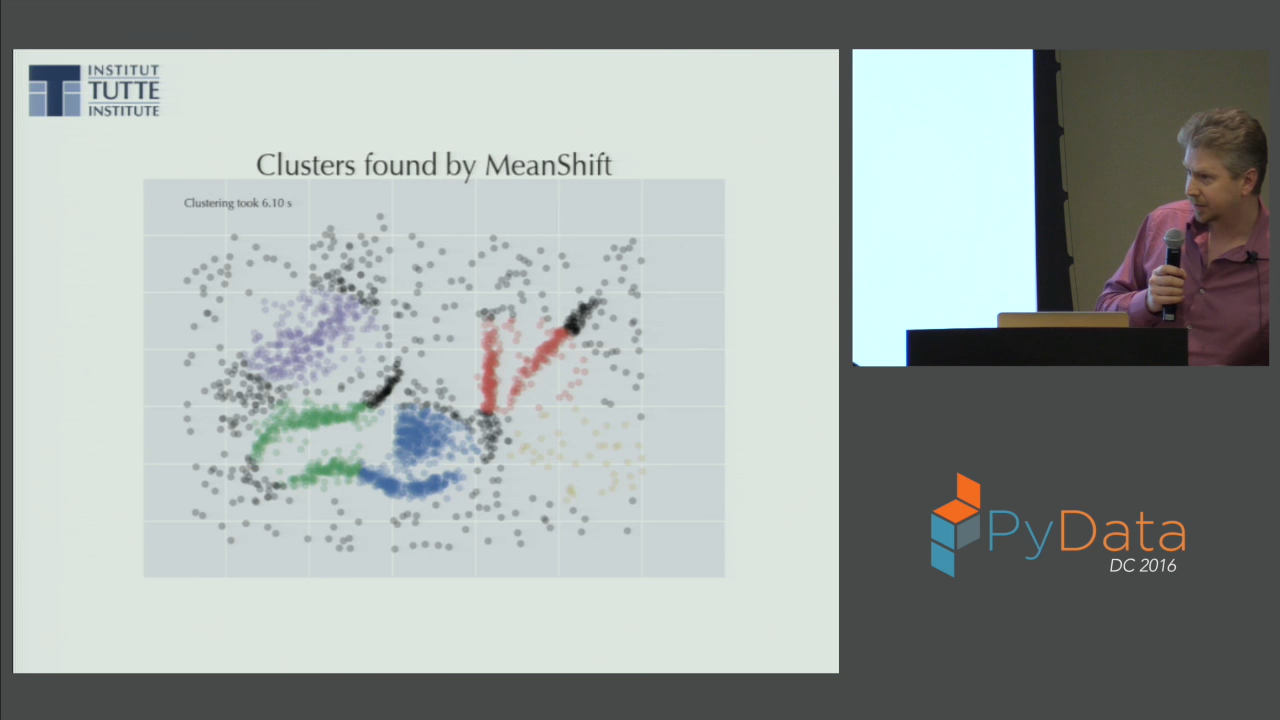 INSTITUT
TUTTE
INSTITUTE
Clusters found by MeanShift
Clustering took 6.10 s
PyData
DC 2016